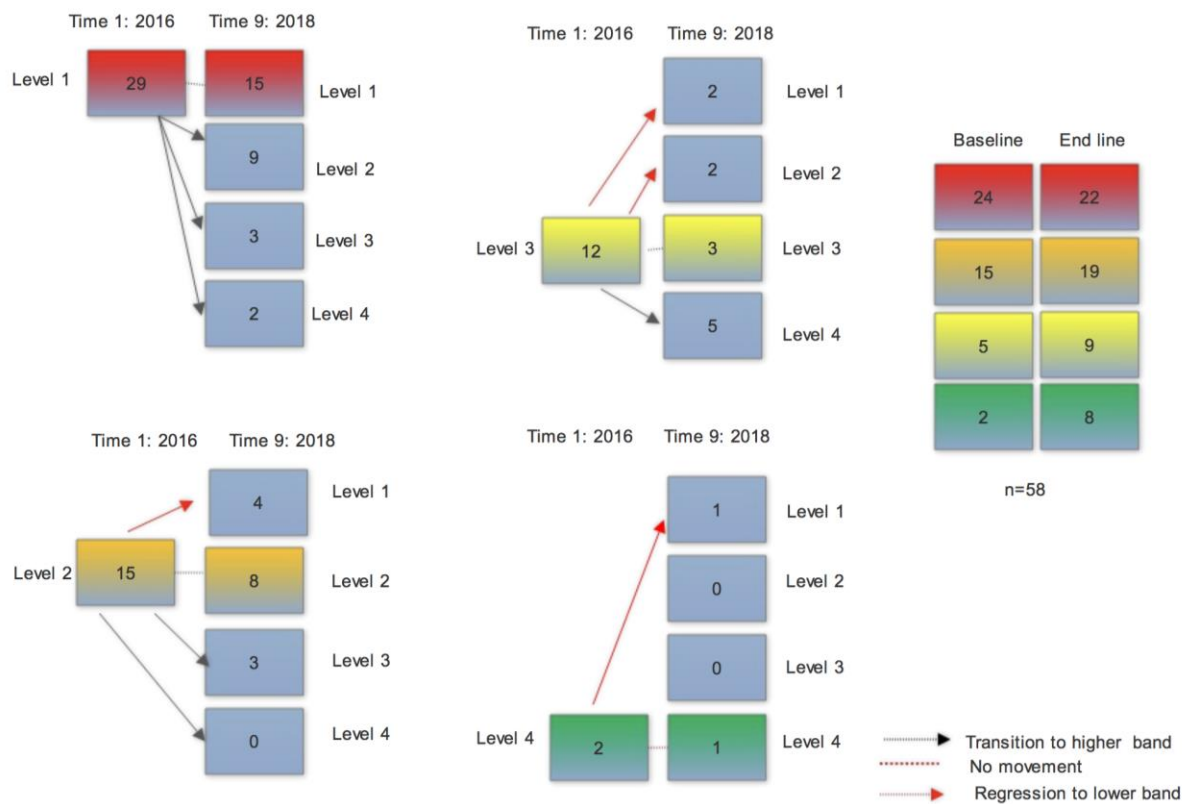 Time 1: 2016 Time 9: 2018
Level 1 29 15 Level 1
9 Level 2
3 Level 3
2 Level 4
Time 1: 2016 Time 9: 2018
2 Level 1
2 Level 2
Level 3 12 3 Level 3
5 Level 4
Baseline End line
24 22
15 19
5 9
2 8
n=58
Time 1: 2016 Time 9: 2018
4 Level 1
Level 2 15 8 Level 2
3 Level 3
0 Level 4
Time 1: 2016 Time 9: 2018
1 Level 1
0 Level 2
0 Level 3
Level 4 2 1 Level 4
Transition to higher band
No movement
Regression to lower band